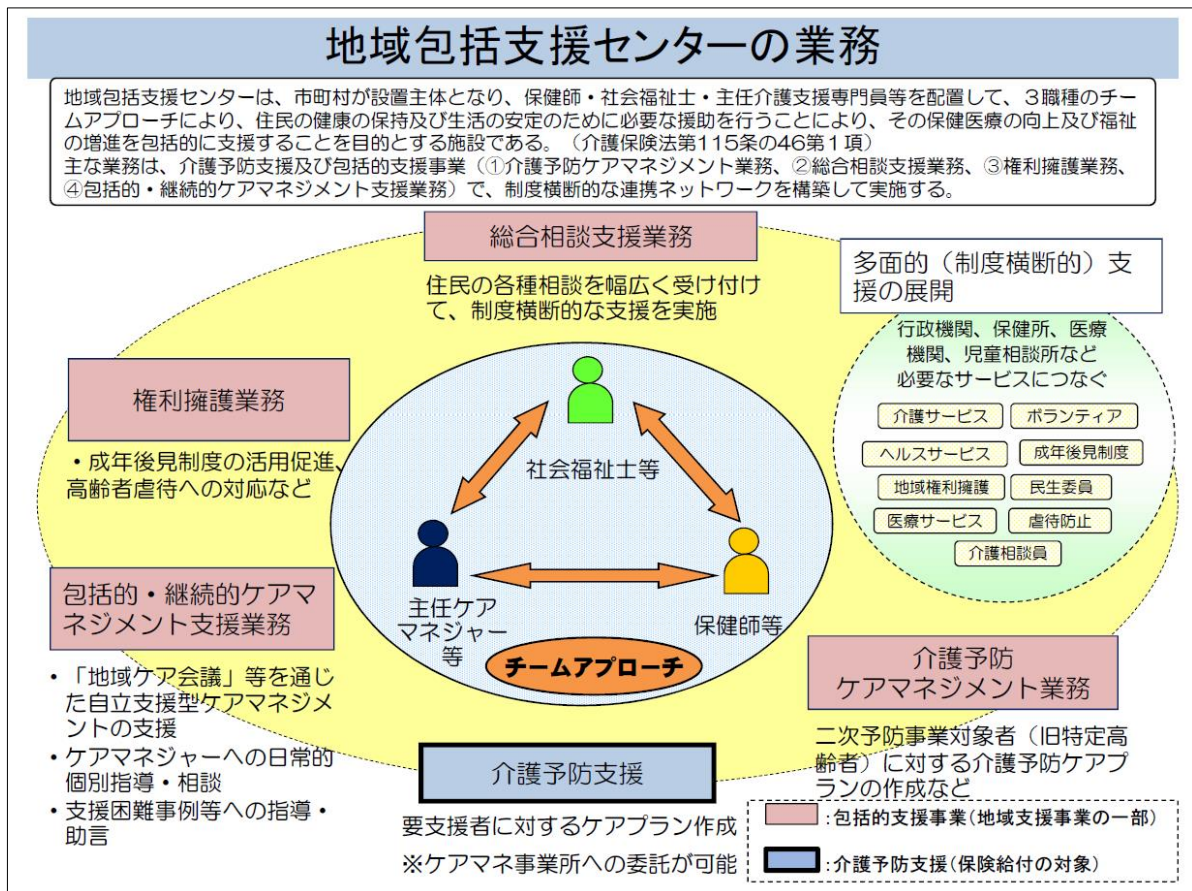 地域包括支援センターの業務
地域包括支援センターは、市町村が設置主体となり、保健師・社会福祉士・主任介護支援専門員等を配置して、３職種のチー
ムアプローチにより、住民の健康の保持及び生活の安定のために必要な援助を行うことにより、その保健医療の向上及び福祉
の増進を包括的に支援することを目的とする施設である。（介護保険法第115条の46第１項）
主な業務は、介護予防支援及び包括的支援事業（①介護予防ケアマネジメント業務、②総合相談支援業務、③権利擁護業務、
④包括的・継続的ケアマネジメント支援業務）で、制度横断的な連携ネットワークを構築して実施する。
総合相談支援業務
住民の各種相談を幅広く受け付け
て、制度横断的な支援を実施
多面的（制度横断的）支
援の展開
行政機関、保健所、医療
機関、児童相談所など
必要なサービスにつなぐ
介護サービス
ボランティア
ヘルスサービス
成年後見制度
地域権利擁護
民生委員
医療サービス
虐待防止
介護相談員
権利擁護業務
・成年後見制度の活用促進、
高齢者虐待への対応など
社会福祉士等
主任ケア
マネジャー
等
保健師等
チームアプローチ
包括的・継続的ケアマ
ネジメント支援業務
・「地域ケア会議」等を通じ
た自立支援型ケアマネジメ
ントの支援
・ケアマネジャーへの日常的
個別指導・相談
・支援困難事例等への指導・
助言
介護予防支援
要支援者に対するケアプラン作成
※ケアマネ事業所への委託が可能
介護予防
ケアマネジメント業務
二次予防事業対象者（旧特定高
齢者）に対する介護予防ケアプ
ランの作成など
：包括的支援事業（地域支援事業の一部）
：介護予防支援（保険給付の対象）